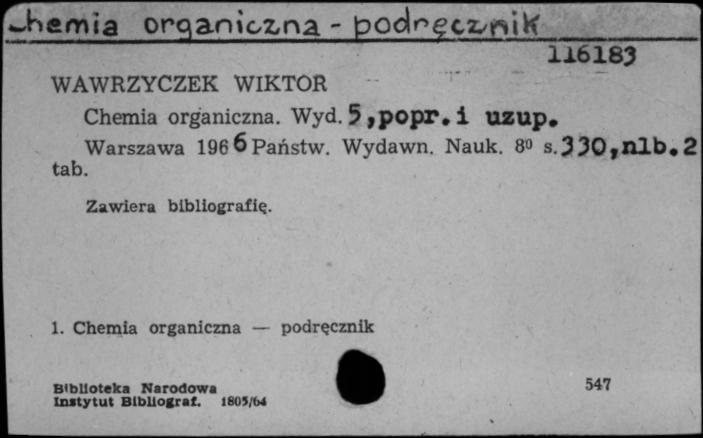 Chemia organiczna - podręcznik
116183
WAWRZYCZEK WIKTOR
Chemia organiczna. Wyd. 5, popr. i uzup.
Warszawa 1966 Państw. Wydawn. Nauk. 8º s. 330, nlb. 2
tab.
Zawiera bibliografię.
1. Chemia organiczna — podręcznik
Biblioteka Narodowa
Instytut Bibliograf. 1805/64
547